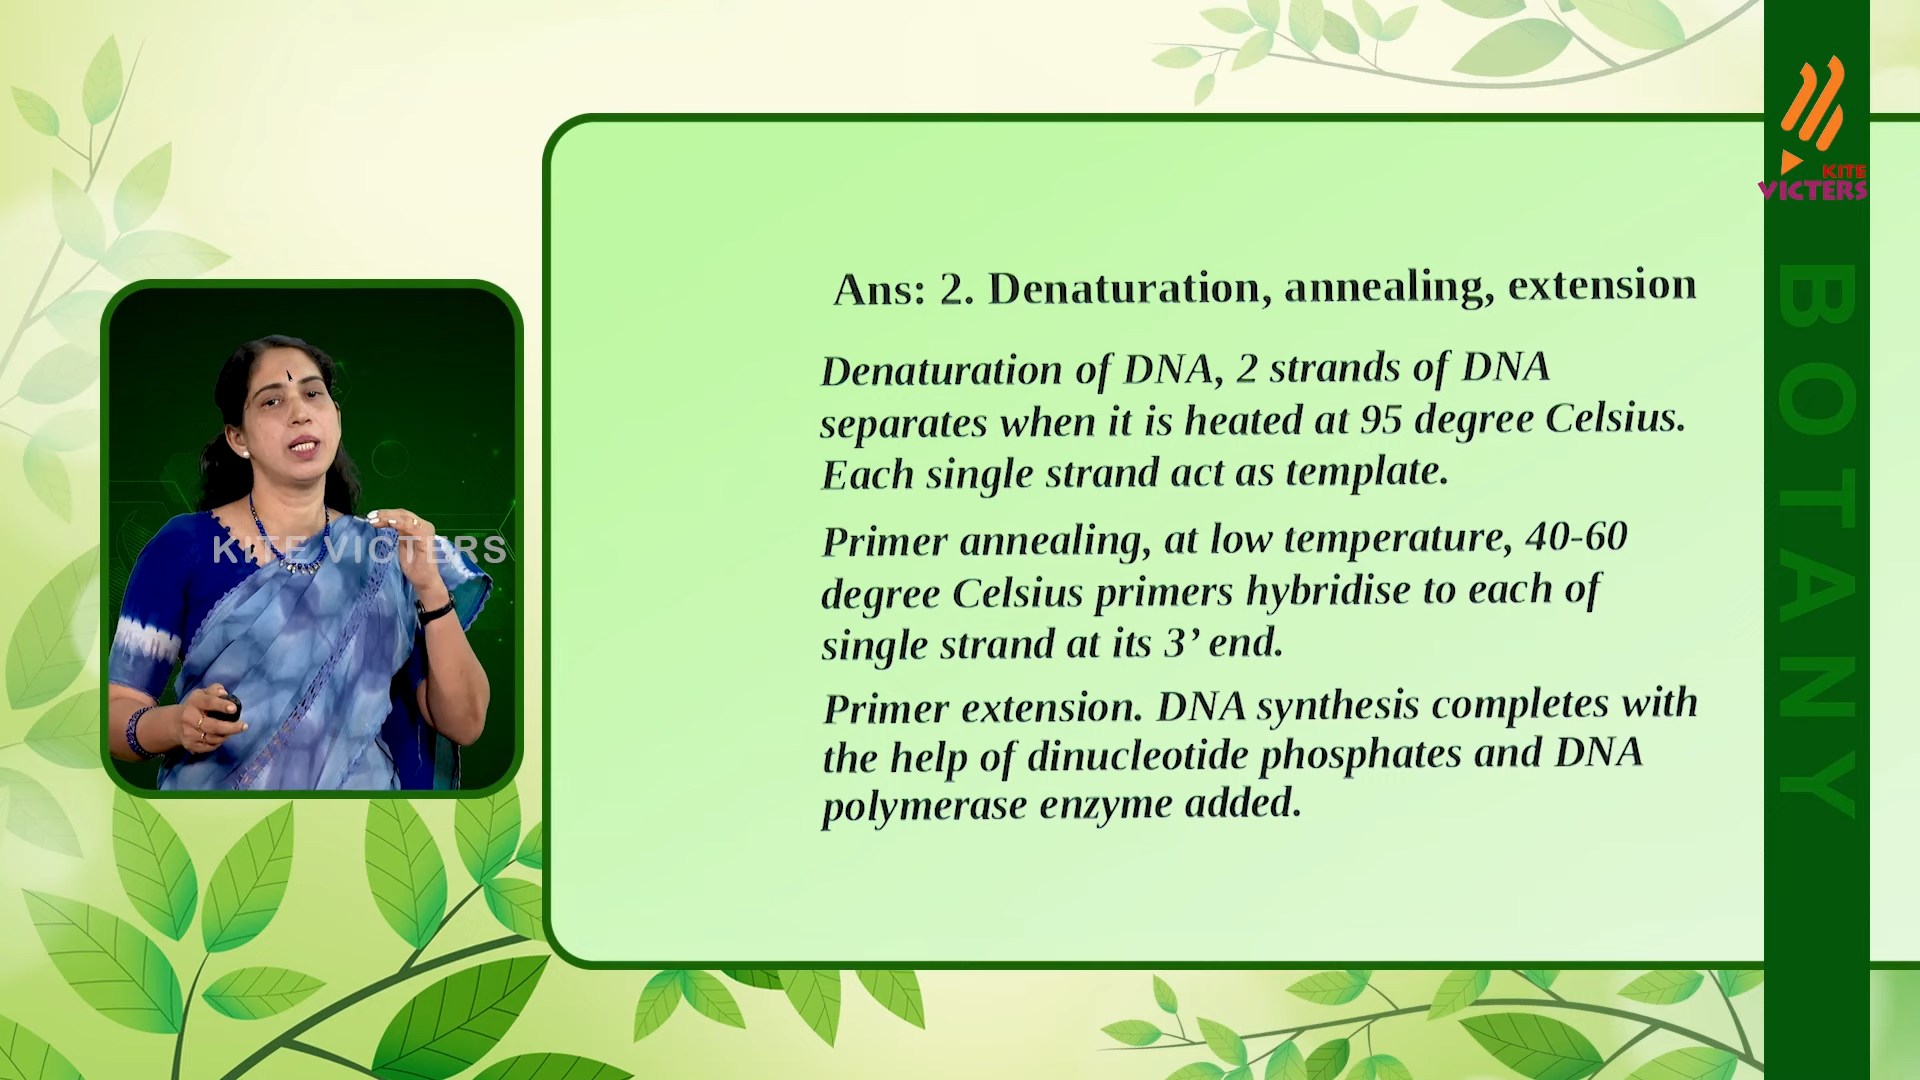 Ans: 2. Denaturation, annealing, extension
Denaturation of DNA, 2 strands of DNA
separates when it is heated at 95 degree Celsius.
Each single strand act as template.
Primer annealing, at low temperature, 40-60
degree Celsius primers hybridise to each of
single strand at its 3’ end.
Primer extension. DNA synthesis completes with
the help of dinucleotide phosphates and DNA
polymerase enzyme added.
KITE VICTERS
KITE
VICTERS
BOTANY